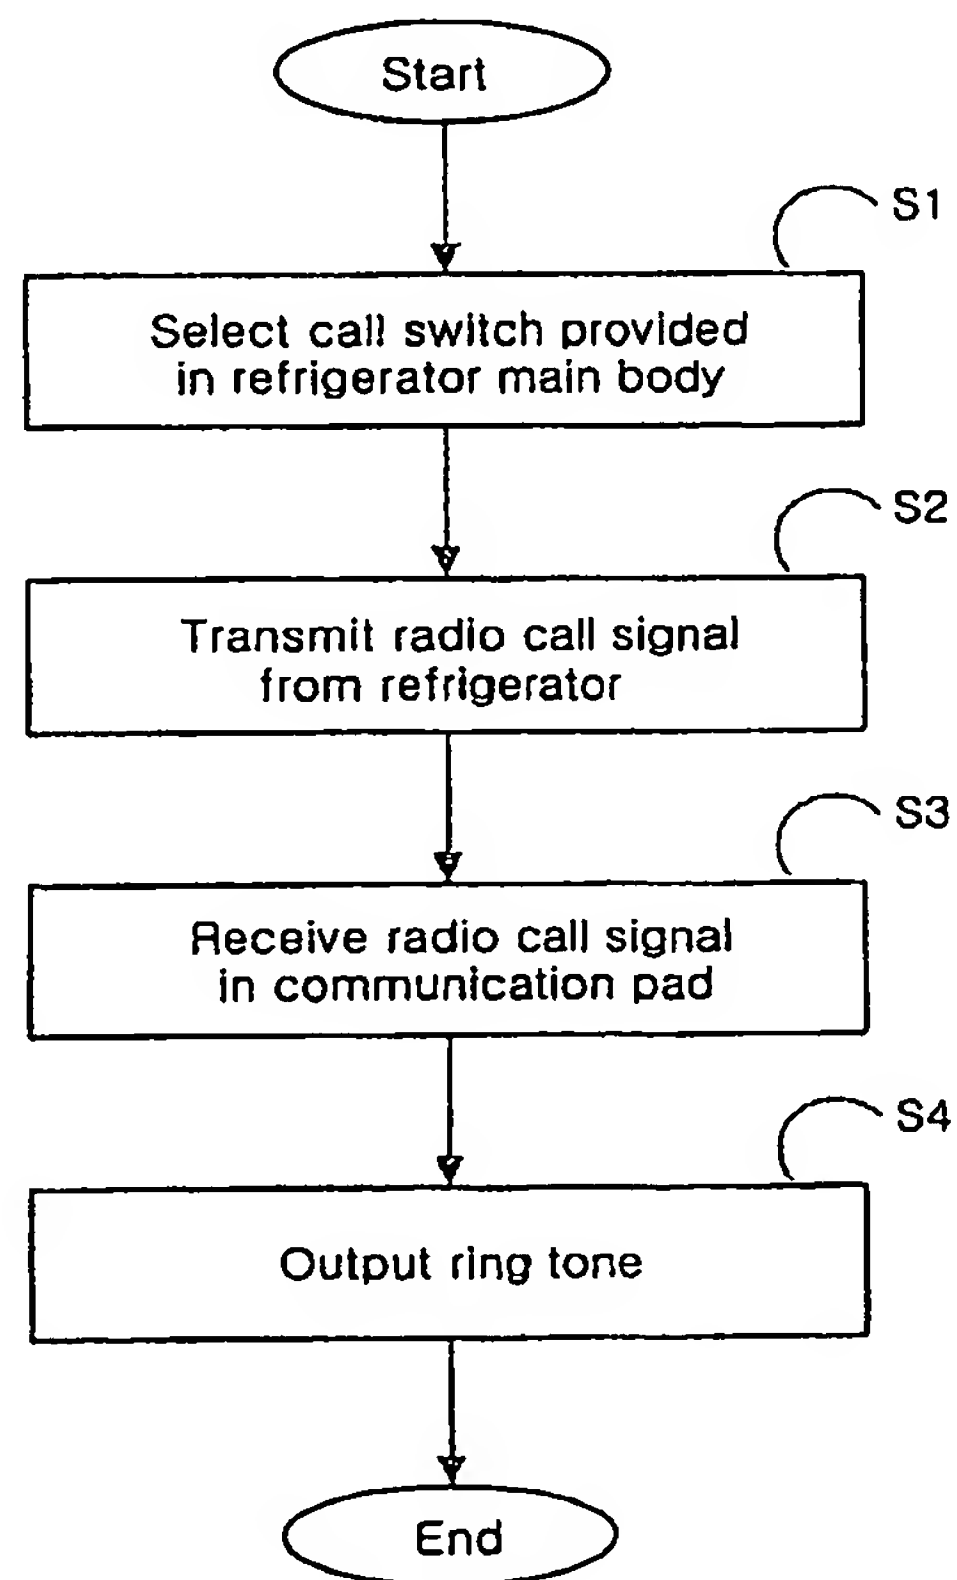 Start
S1
Select call switch provided
in refrigerator main body
S2
Transmit radio call signal
from refrigerator
S3
Receive radio call signal
in communication pad
S4
Output ring tone
End